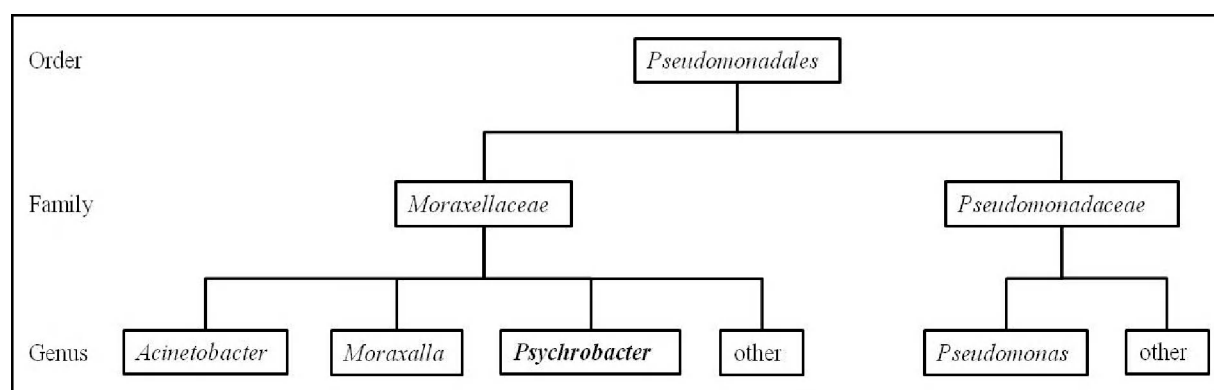 Order Pseudomonadales
Family Moraxellaceae Pseudomonadaceae
Genus Acinetobacter Moraxalla Psychrobacter other Pseudomonas other